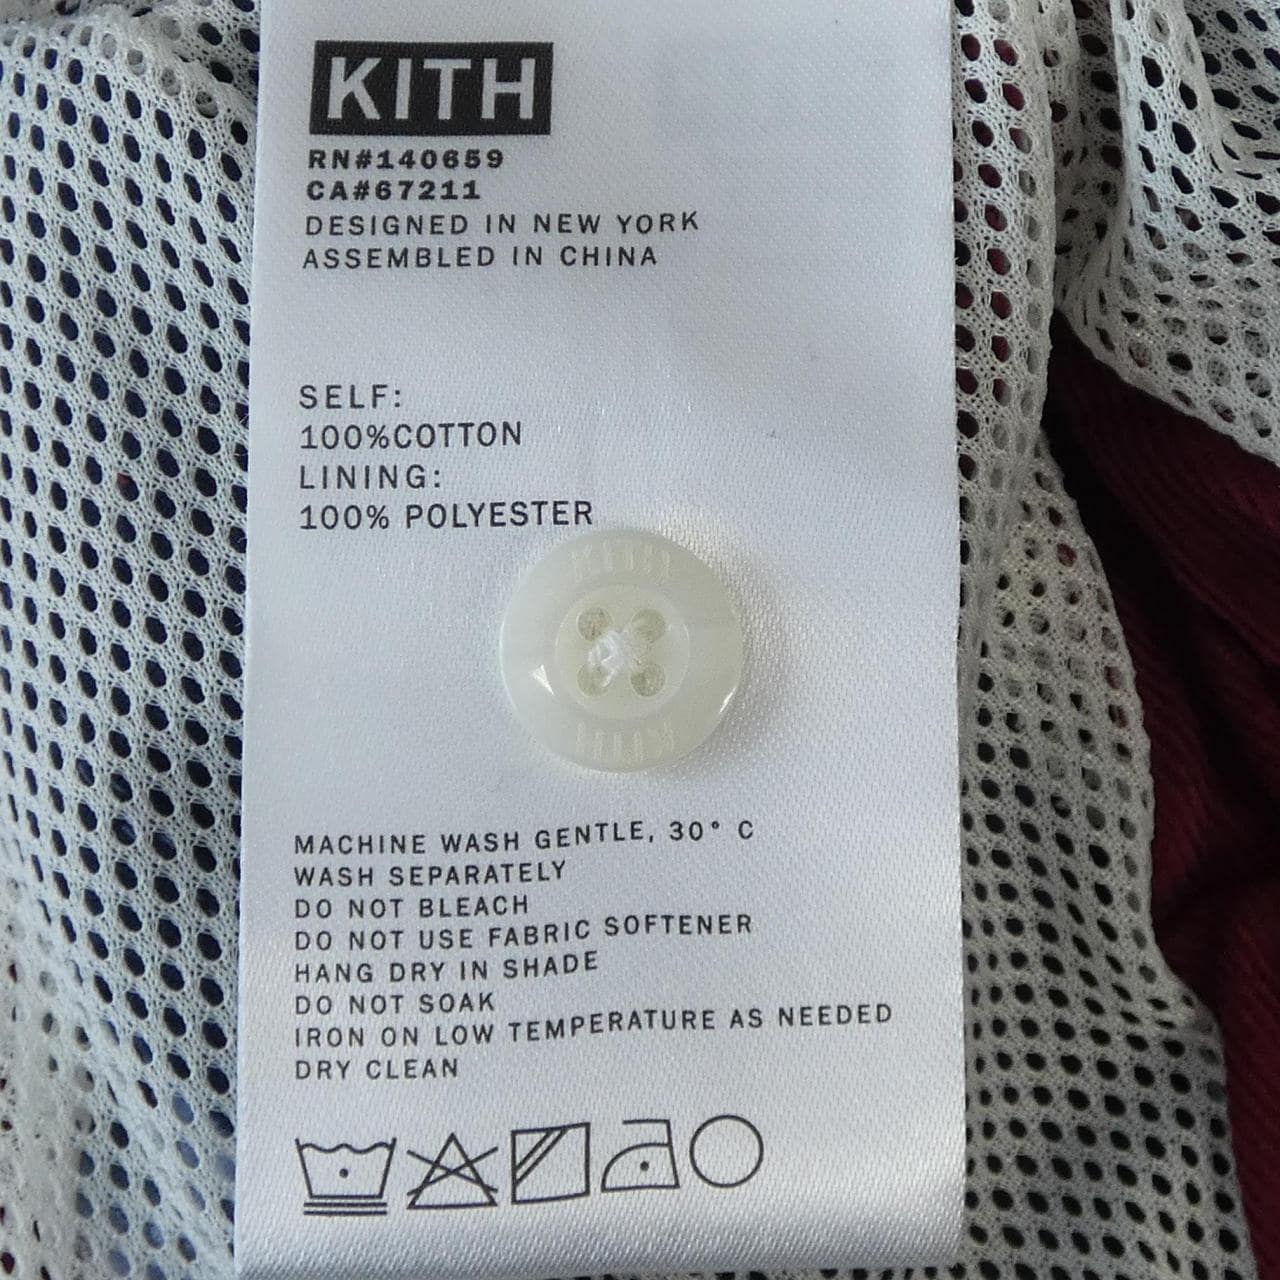 KITH
RN#140659
CA#67211
DESIGNED IN NEW YORK
ASSEMBLED IN CHINA
SELF:
100%COTTON
LINING:
100% POLYESTER
MACHINE WASH GENTLE, 30° C
WASH SEPARATELY
DO NOT BLEACH
DO NOT USE FABRIC SOFTENER
HANG DRY IN SHADE
DO NOT SOAK
IRON ON LOW TEMPERATURE AS NEEDED
DRY CLEAN